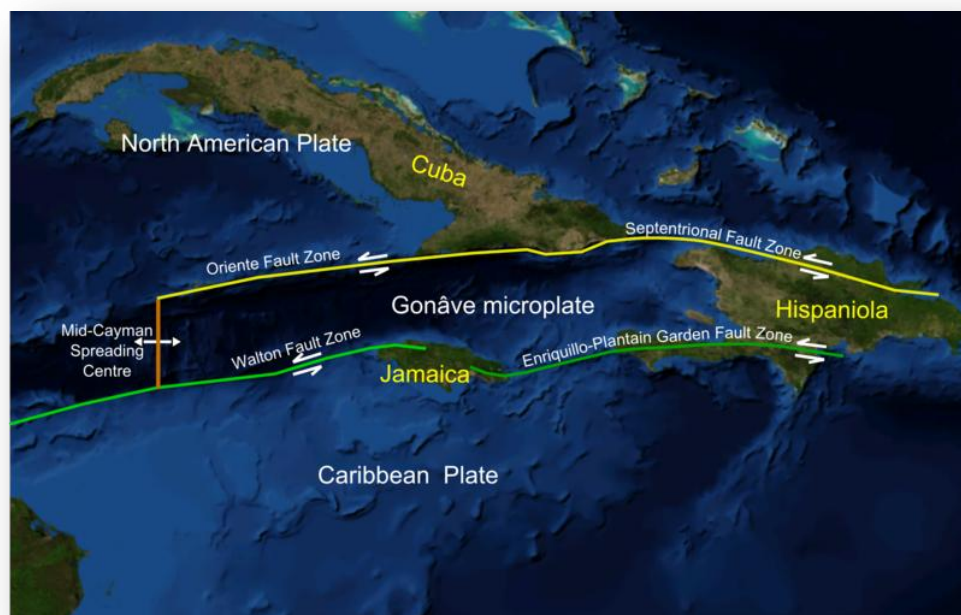 North American Plate
Cuba
Septentrional Fault Zone
Oriente Fault Zone
Gonâve microplate
Hispaniola
Mid-Cayman
Spreading
Centre
Walton Fault Zone
Enriquillo-Plantain Garden Fault Zone
Jamaica
Caribbean Plate